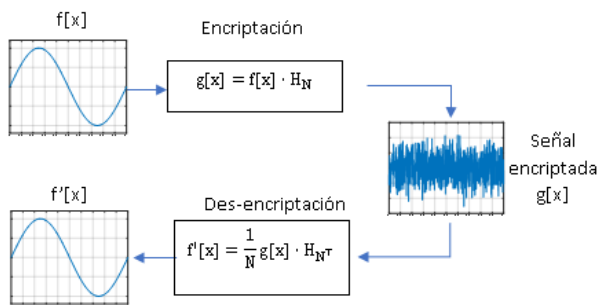 f[x]
Encriptación
g[x] = f[x] · H_N
Señal
encriptada
g[x]
f'[x]
Des-encriptación
f'[x] = 1/N g[x] · H_N^T